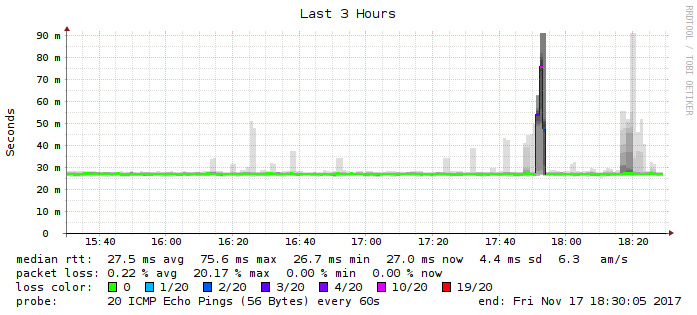 Last 3 Hours
RRDTOOL / TOBI OETIKER
Seconds
90 m
80 m
70 m
60 m
50 m
40 m
30 m
20 m
10 m
0
15:40 16:00 16:20 16:40 17:00 17:20 17:40 18:00 18:20
median rtt: 27.5 ms avg 75.6 ms max 26.7 ms min 27.0 ms now 4.4 ms sd 6.3 am/s
packet loss: 0.22 % avg 20.17 % max 0.00 % min 0.00 % now
loss color: 0 1/20 2/20 3/20 4/20 10/20 19/20
probe: 20 ICMP Echo Pings (56 Bytes) every 60s end: Fri Nov 17 18:30:05 2017